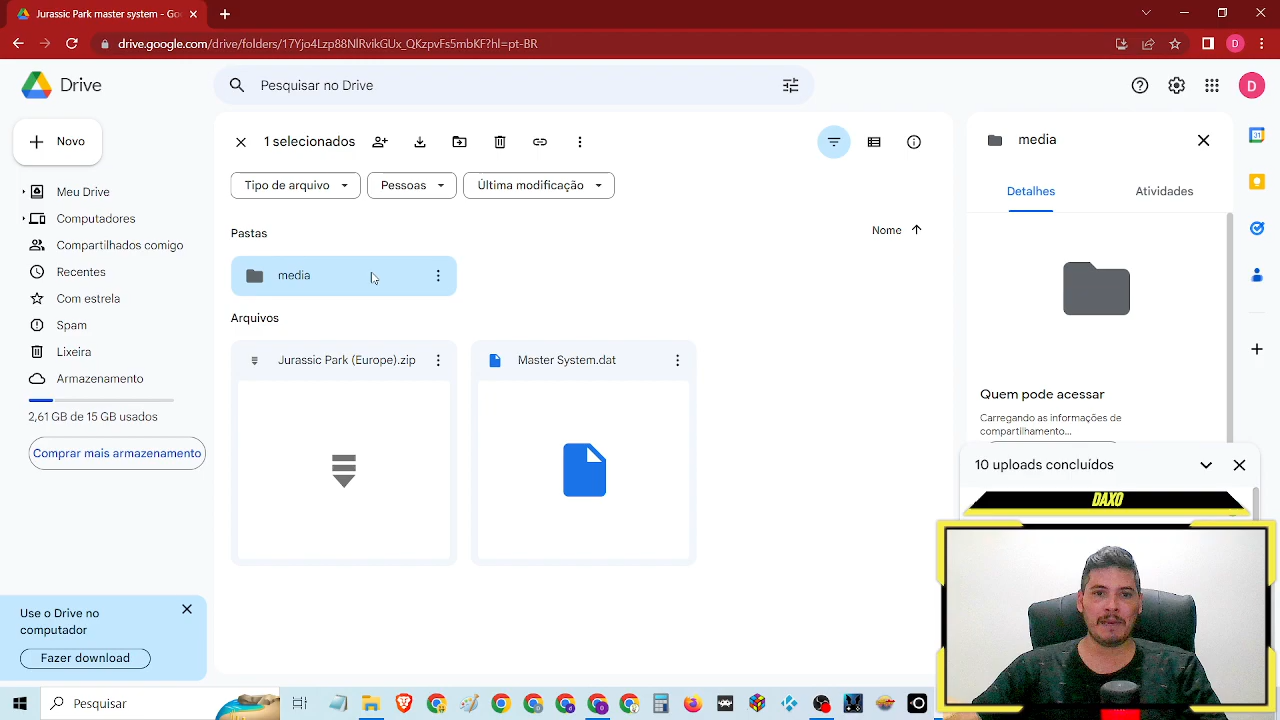 Jurassic Park master system - Go
drive.google.com/drive/folders/17Yjo4Lzp88NlRvikGUx_QKzpvFs5mbKF?hl=pt-BR
D
Drive
Pesquisar no Drive
D
Novo
1 selecionados
media
Tipo de arquivo
Pessoas
Última modificação
Detalhes
Atividades
Meu Drive
Computadores
Compartilhados comigo
Recentes
Com estrela
Spam
Lixeira
Armazenamento
2,61 GB de 15 GB usados
Comprar mais armazenamento
Pastas
Nome
media
Arquivos
Jurassic Park (Europe).zip
Master System.dat
Quem pode acessar
Carregando as informações de
compartilhamento...
10 uploads concluídos
DAXO
Use o Drive no
computador
Fazer download
Pesquisar